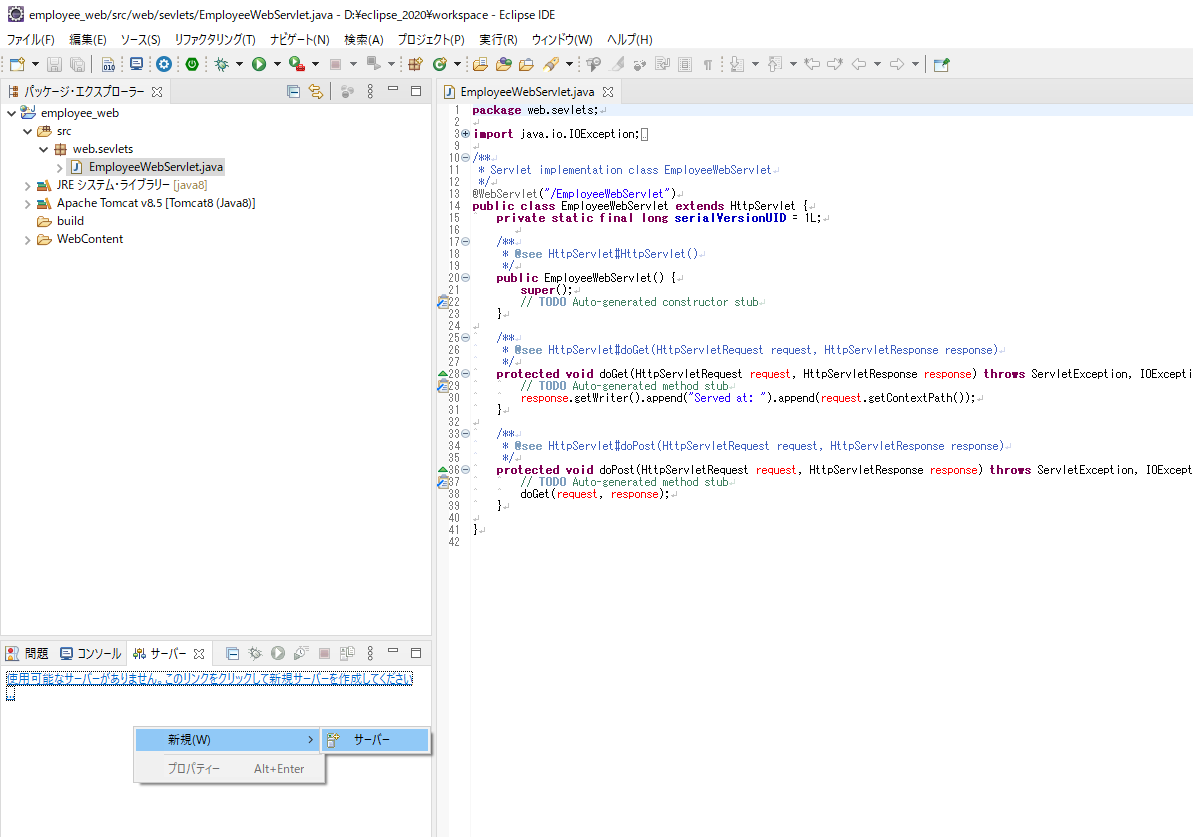 employee_web/src/web/sevlets/EmployeeWebServlet.java - D:¥eclipse_2020¥workspace - Eclipse IDE
ファイル(F) 編集(E) ソース(S) リファクタリング(T) ナビゲート(N) 検索(A) プロジェクト(P) 実行(R) ウィンドウ(W) ヘルプ(H)
パッケージ・エクスプローラー
employee_web
src
web.sevlets
EmployeeWebServlet.java
JRE システム・ライブラリー [java8]
Apache Tomcat v8.5 [Tomcat8 (Java8)]
build
WebContent
EmployeeWebServlet.java
1 package web.sevlets;
2
3 import java.io.IOException;
9
10 /**
11 * Servlet implementation class EmployeeWebServlet
12 */
13 @WebServlet("/EmployeeWebServlet")
14 public class EmployeeWebServlet extends HttpServlet {
15 private static final long serialVersionUID = 1L;
16
17 /**
18 * @see HttpServlet#HttpServlet()
19 */
20 public EmployeeWebServlet() {
21 super();
22 // TODO Auto-generated constructor stub
23 }
24
25 /**
26 * @see HttpServlet#doGet(HttpServletRequest request, HttpServletResponse response)
27 */
28 protected void doGet(HttpServletRequest request, HttpServletResponse response) throws ServletException, IOExcepti
29 // TODO Auto-generated method stub
30 response.getWriter().append("Served at: ").append(request.getContextPath());
31 }
32
33 /**
34 * @see HttpServlet#doPost(HttpServletRequest request, HttpServletResponse response)
35 */
36 protected void doPost(HttpServletRequest request, HttpServletResponse response) throws ServletException, IOExcept
37 // TODO Auto-generated method stub
38 doGet(request, response);
39 }
40
41 }
42
問題 コンソール サーバー
使用可能なサーバーがありません。このリンクをクリックして新規サーバーを作成してください
...
新規(W) サーバー
プロパティー Alt+Enter